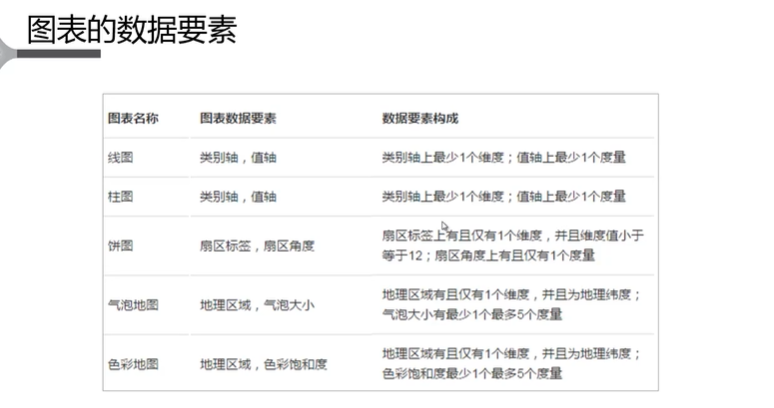 图表的数据要素
图表名称 图表数据要素 数据要素构成
线图 类别轴，值轴 类别轴上最少1个维度；值轴上最少1个度量
柱图 类别轴，值轴 类别轴上最少1个维度；值轴上最少1个度量
饼图 扇区标签，扇区角度 扇区标签上有且仅有1个维度，并且维度值小于
等于12；扇区角度上有且仅有1个度量
气泡地图 地理区域，气泡大小 地理区域有且仅有1个维度，并且为地理纬度；
气泡大小有最少1个最多5个度量
色彩地图 地理区域，色彩饱和度 地理区域有且仅有1个维度，并且为地理纬度；
色彩饱和度最少1个最多5个度量